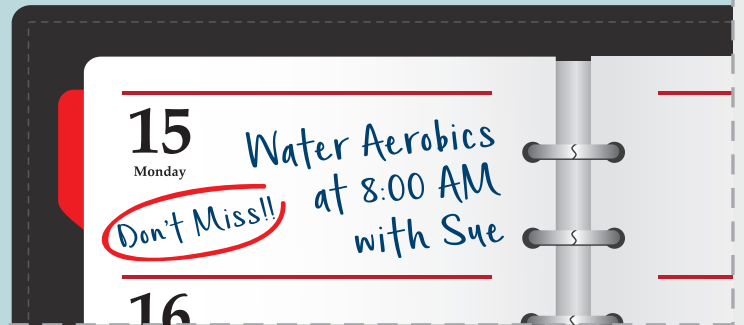 15
Monday
Water Aerobics
at 8:00 AM
with Sue
Don't Miss!!
16